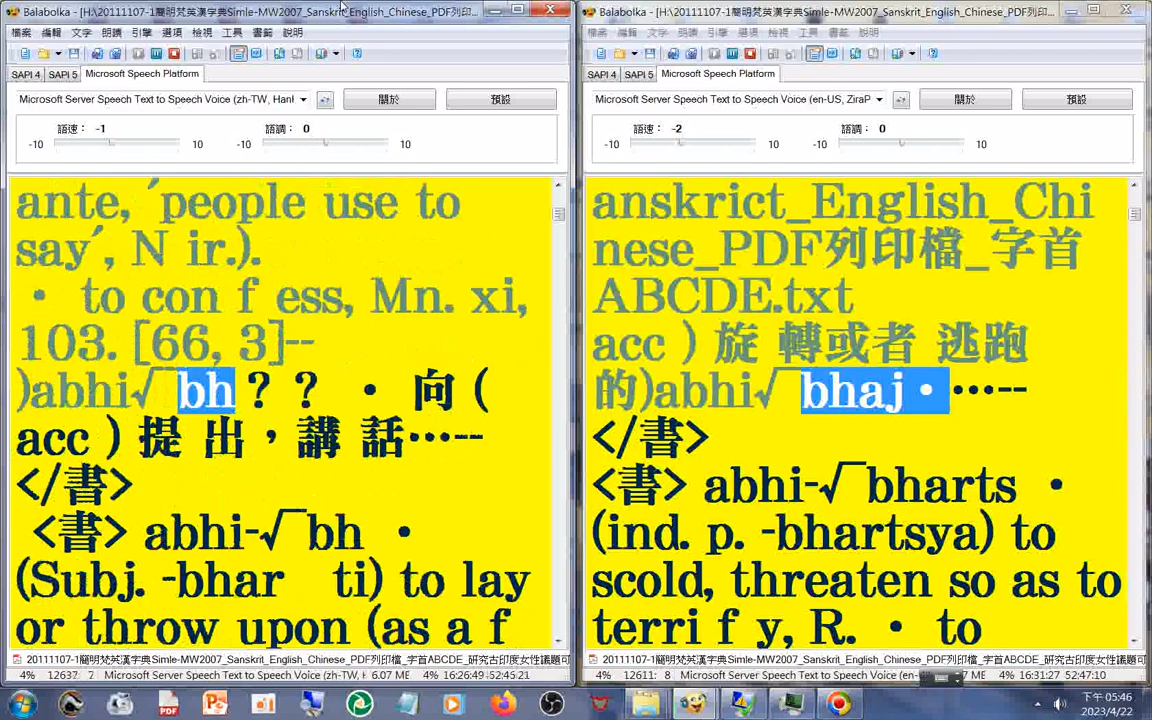 Balabolka - [H:\20111107-1簡明梵英漢字典Simle-MW2007_Sanskrit_English_Chinese_PDF列印...
檔案 編輯 文字 朗讀 引擎 選項 檢視 工具 書籤 說明
SAPI 4 SAPI 5 Microsoft Speech Platform
Microsoft Server Speech Text to Speech Voice (zh-TW, Hanl
關於 預設
語速： -1 語調： 0
-10 10 -10 10
ante, ´people use to
say´, N ir.).
• to con f ess, Mn. xi,
103. [66, 3]--
)abhi√ bh？？ • 向(
acc ) 提 出，講 話…--
</書>
<書> abhi-√bh •
(Subj. -bhar ti) to lay
or throw upon (as a f
20111107-1簡明梵英漢字典Simle-MW2007_Sanskrit_English_Chinese_PDF列印檔_字首ABCDE_研究古印度女性議題可
4% 12637: 7 Microsoft Server Speech Text to Speech Voice (zh-TW, H 6.07 MB 4% 16:26:49 52:45:21
Balabolka - [H:\20111107-1簡明梵英漢字典Simle-MW2007_Sanskrit_English_Chinese_PDF列印...
檔案 編輯 文字 朗讀 引擎 選項 檢視 工具 書籤 說明
SAPI 4 SAPI 5 Microsoft Speech Platform
Microsoft Server Speech Text to Speech Voice (en-US, ZiraP
關於 預設
語速： -2 語調： 0
-10 10 -10 10
anskrict_English_Chi
nese_PDF列印檔_字首
ABCDE.txt
acc ) 旋 轉或者 逃跑
的)abhi√ bhaj • …--
</書>
<書> abhi-√bharts •
(ind. p. -bhartsya) to
scold, threaten so as to
terri f y, R. • to
20111107-1簡明梵英漢字典Simle-MW2007_Sanskrit_English_Chinese_PDF列印檔_字首ABCDE_研究古印度女性議題可
4% 12611: 8 Microsoft Server Speech Text to Speech Voice (en-US, 4% 16:31:27 52:47:10
下午 05:46
2023/4/22